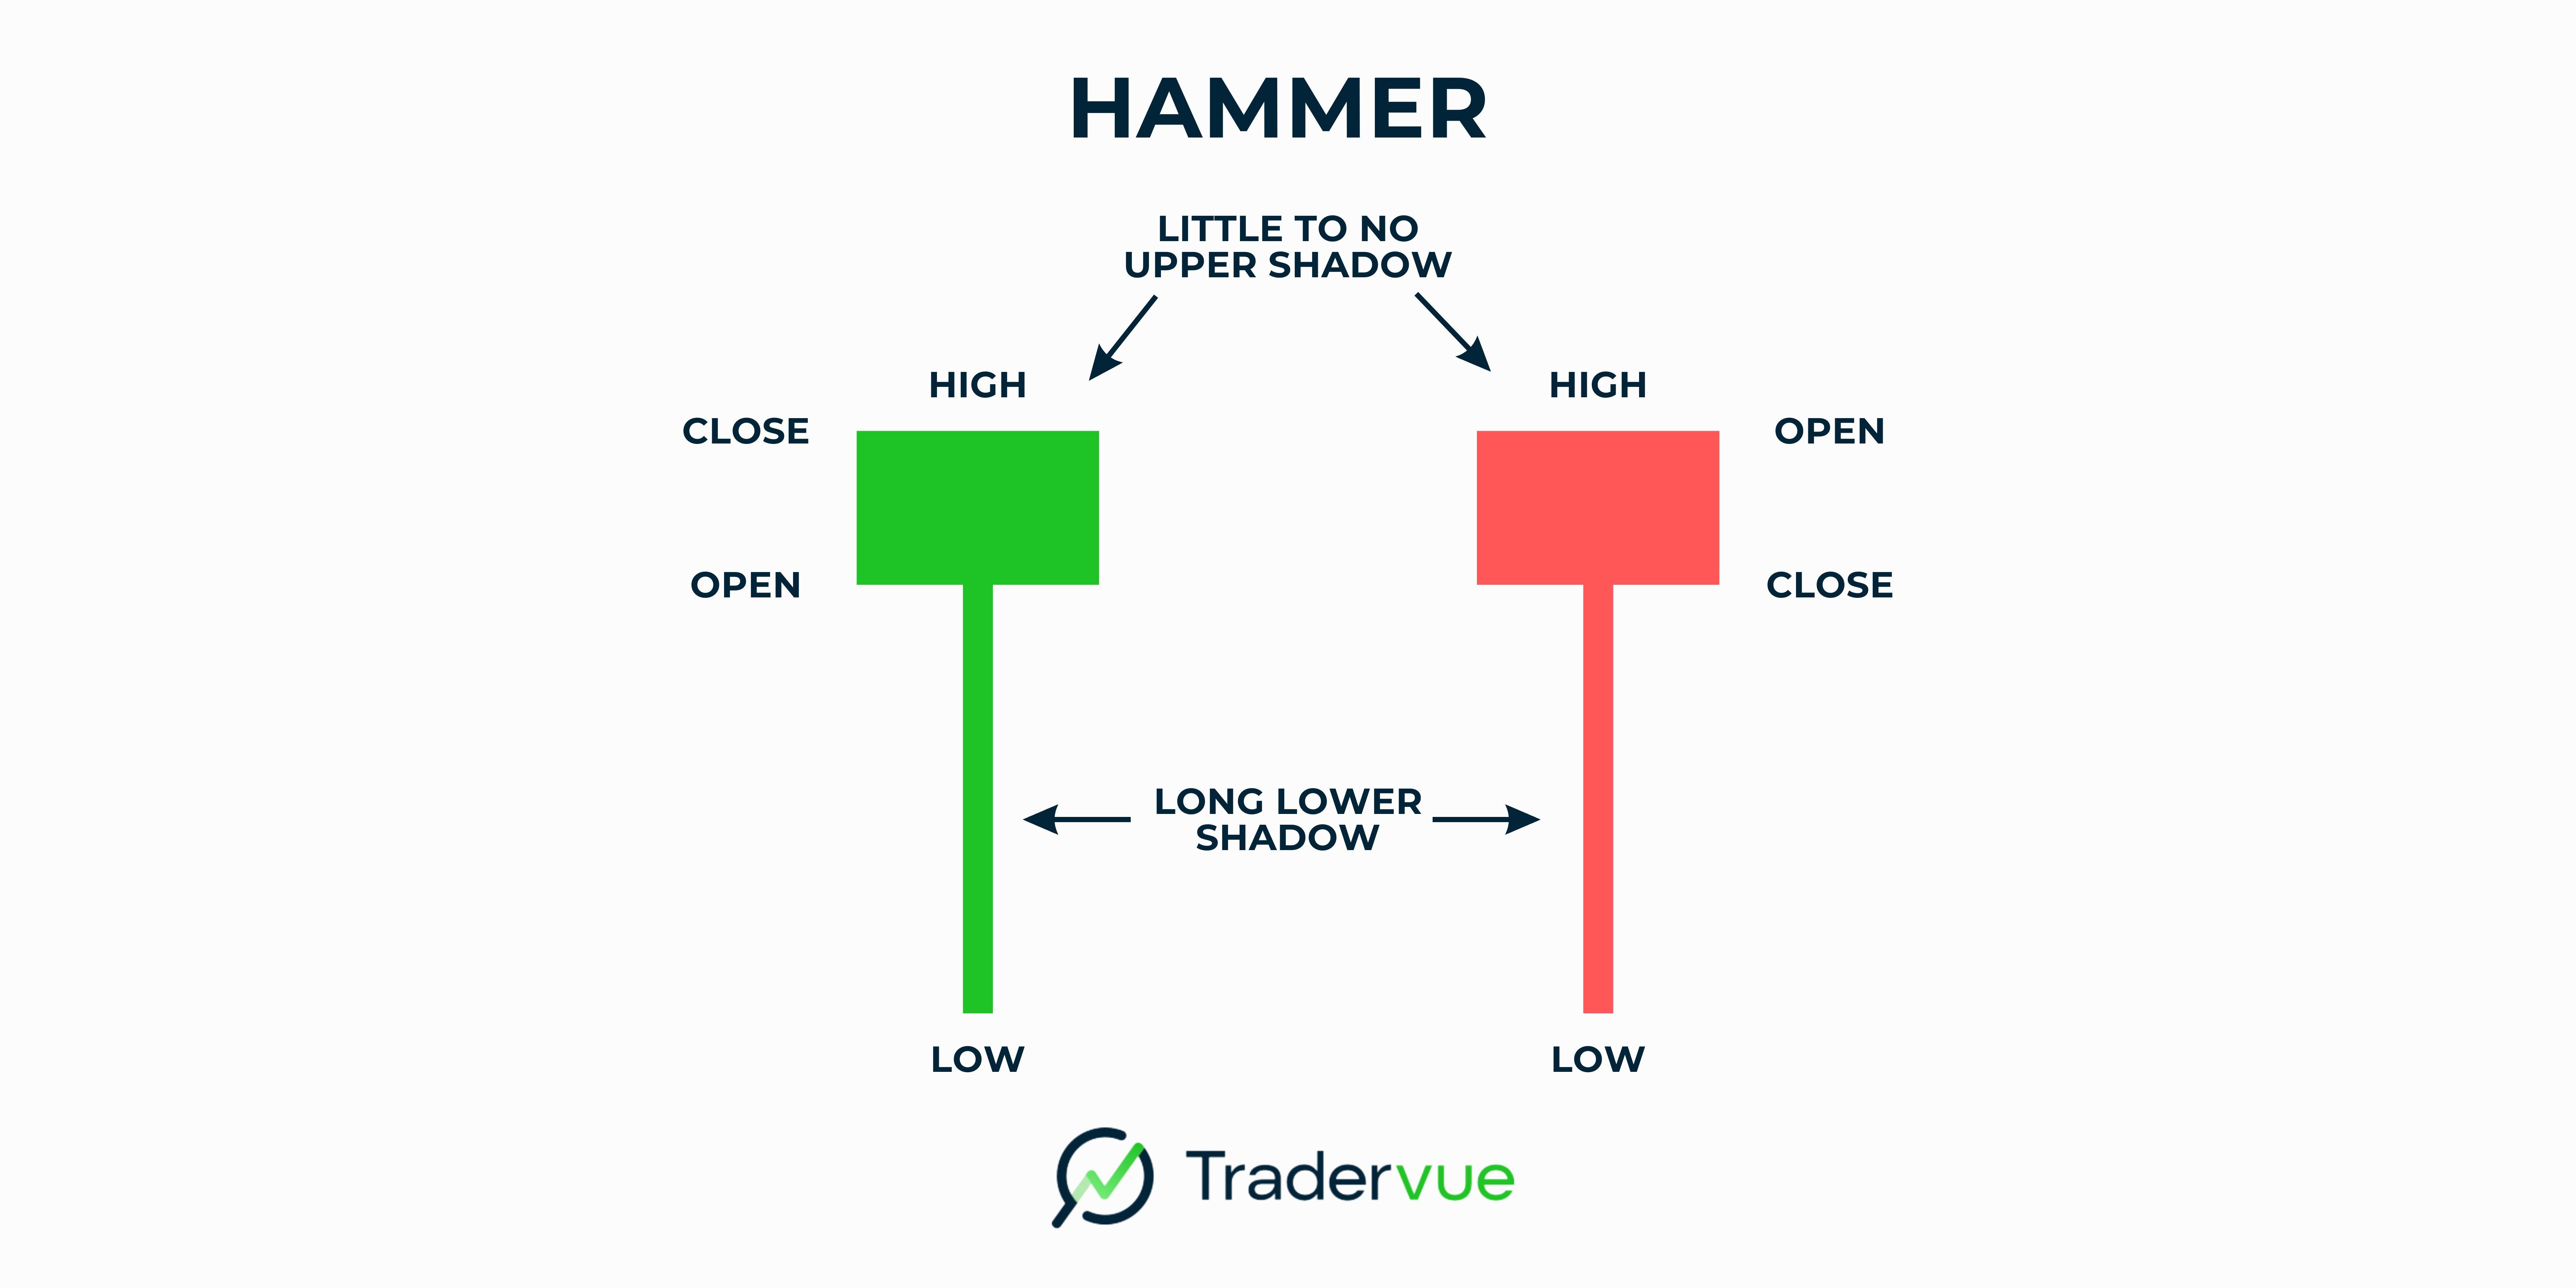 HAMMER
LITTLE TO NO
UPPER SHADOW
HIGH
HIGH
CLOSE
OPEN
OPEN
CLOSE
LONG LOWER
SHADOW
LOW
LOW
Tradervue